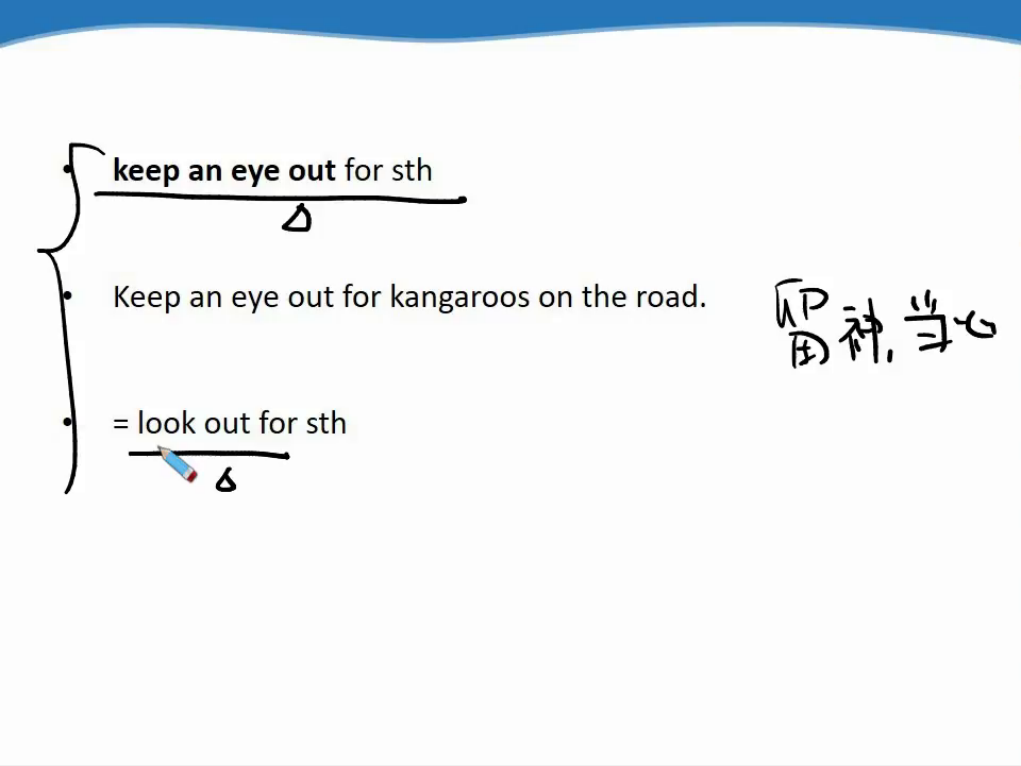 • keep an eye out for sth
• Keep an eye out for kangaroos on the road.
留神,当心
• = look out for sth